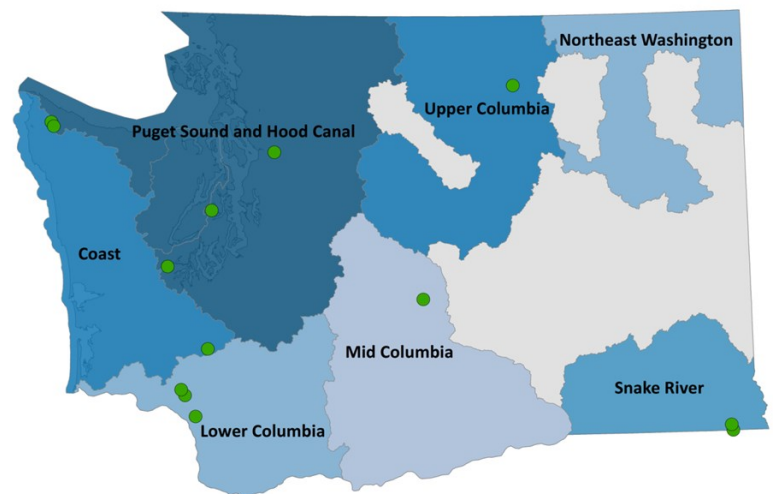 Northeast Washington
Upper Columbia
Puget Sound and Hood Canal
Coast
Mid Columbia
Snake River
Lower Columbia